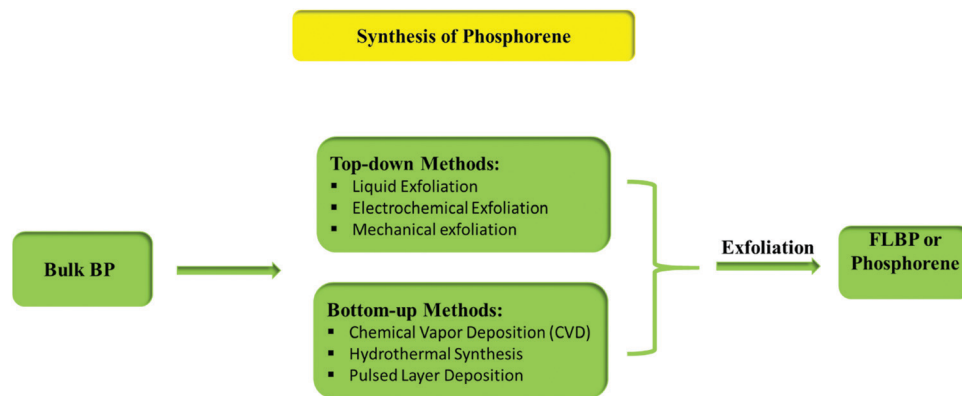 Synthesis of Phosphorene
Bulk BP
Top-down Methods:
▪ Liquid Exfoliation
▪ Electrochemical Exfoliation
▪ Mechanical exfoliation
Bottom-up Methods:
▪ Chemical Vapor Deposition (CVD)
▪ Hydrothermal Synthesis
▪ Pulsed Layer Deposition
Exfoliation
FLBP or
Phosphorene